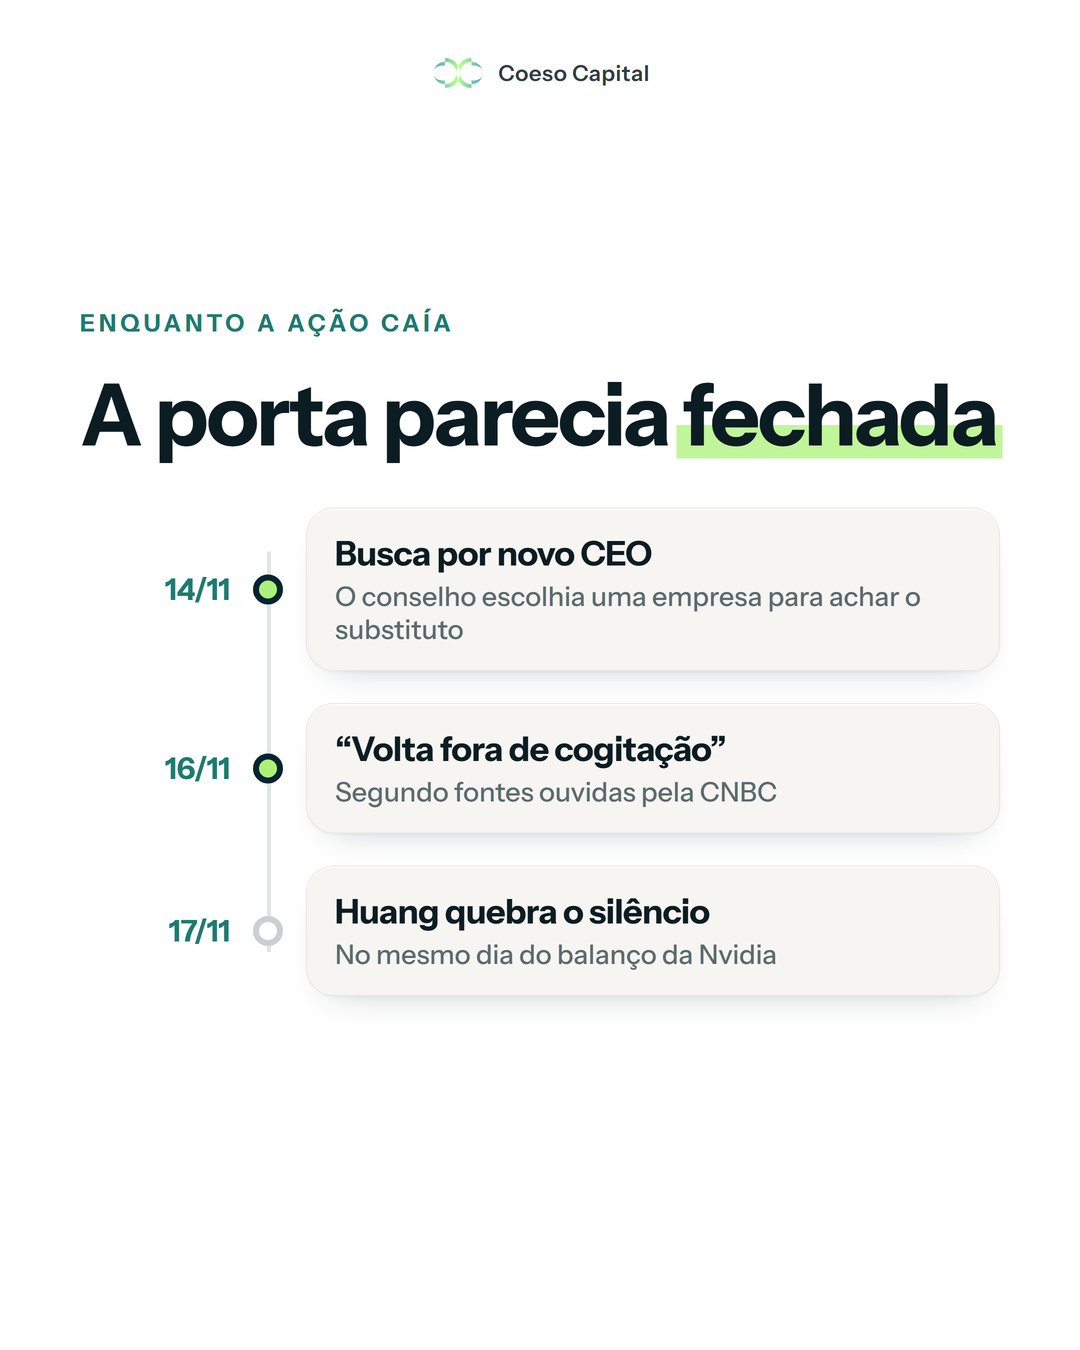 Coeso Capital
ENQUANTO A AÇÃO CAÍA
A porta parecia fechada
14/11
Busca por novo CEO
O conselho escolhia uma empresa para achar o
substituto
16/11
“Volta fora de cogitação”
Segundo fontes ouvidas pela CNBC
17/11
Huang quebra o silêncio
No mesmo dia do balanço da Nvidia